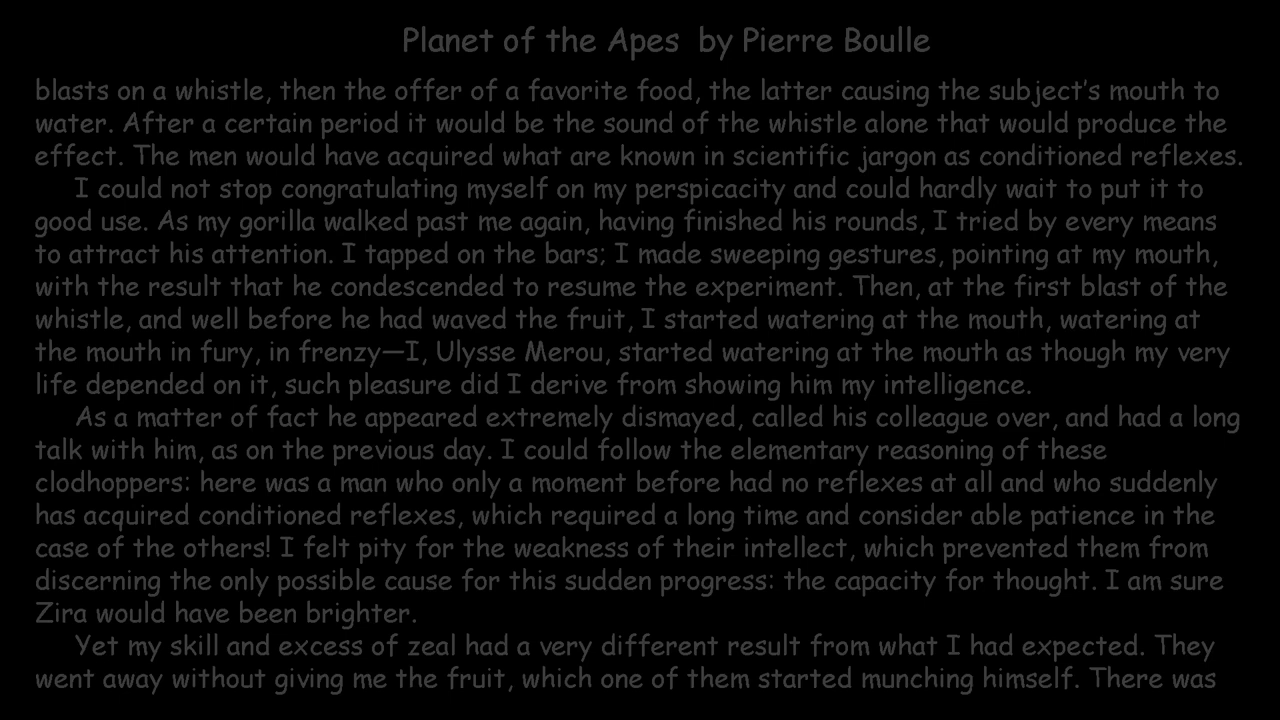 Planet of the Apes by Pierre Boulle
blasts on a whistle, then the offer of a favorite food, the latter causing the subject's mouth to
water. After a certain period it would be the sound of the whistle alone that would produce the
effect. The men would have acquired what are known in scientific jargon as conditioned reflexes.
I could not stop congratulating myself on my perspicacity and could hardly wait to put it to
good use. As my gorilla walked past me again, having finished his rounds, I tried by every means
to attract his attention. I tapped on the bars; I made sweeping gestures, pointing at my mouth,
with the result that he condescended to resume the experiment. Then, at the first blast of the
whistle, and well before he had waved the fruit, I started watering at the mouth, watering at
the mouth in fury, in frenzy—I, Ulysse Merou, started watering at the mouth as though my very
life depended on it, such pleasure did I derive from showing him my intelligence.
As a matter of fact he appeared extremely dismayed, called his colleague over, and had a long
talk with him, as on the previous day. I could follow the elementary reasoning of these
clodhoppers: here was a man who only a moment before had no reflexes at all and who suddenly
has acquired conditioned reflexes, which required a long time and consider able patience in the
case of the others! I felt pity for the weakness of their intellect, which prevented them from
discerning the only possible cause for this sudden progress: the capacity for thought. I am sure
Zira would have been brighter.
Yet my skill and excess of zeal had a very different result from what I had expected. They
went away without giving me the fruit, which one of them started munching himself. There was